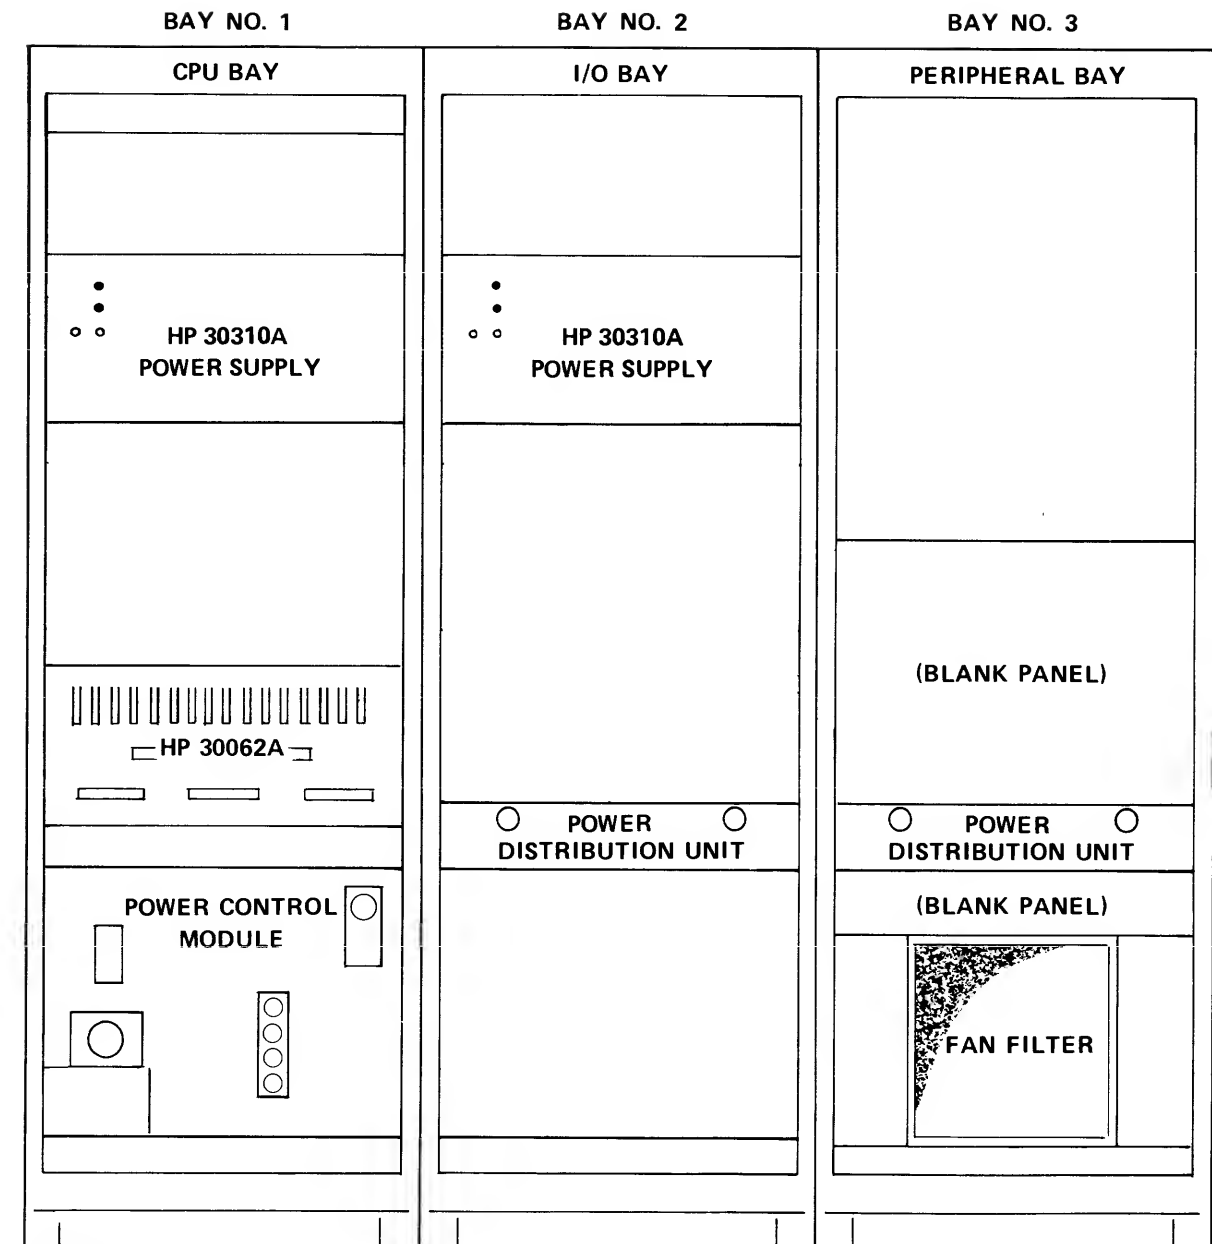 BAY NO. 1
BAY NO. 2
BAY NO. 3
CPU BAY
I/O BAY
PERIPHERAL BAY
HP 30310A
POWER SUPPLY
HP 30310A
POWER SUPPLY
(BLANK PANEL)
HP 30062A
POWER
DISTRIBUTION UNIT
POWER
DISTRIBUTION UNIT
POWER CONTROL
MODULE
(BLANK PANEL)
FAN FILTER